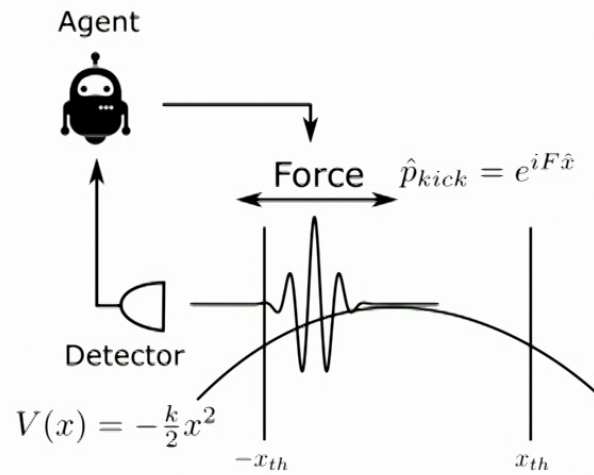 Agent
Force
$\hat{p}_{kick} = e^{iF\hat{x}}$
Detector
$V(x) = -\frac{k}{2}x^2$
$-x_{th}$
$x_{th}$